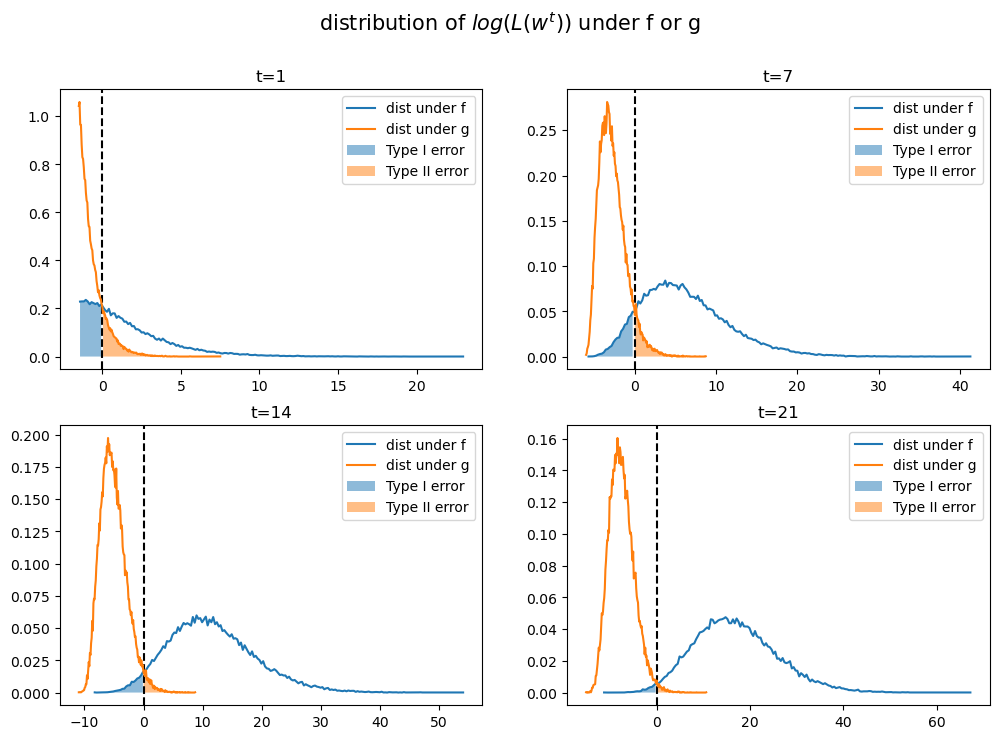 distribution of log(L(w^t)) under f or g
t=1
1.0
0.8
0.6
0.4
0.2
0.0
0 5 10 15 20
dist under f
dist under g
Type I error
Type II error
t=7
0.25
0.20
0.15
0.10
0.05
0.00
0 10 20 30 40
dist under f
dist under g
Type I error
Type II error
t=14
0.200
0.175
0.150
0.125
0.100
0.075
0.050
0.025
0.000
−10 0 10 20 30 40 50
dist under f
dist under g
Type I error
Type II error
t=21
0.16
0.14
0.12
0.10
0.08
0.06
0.04
0.02
0.00
0 20 40 60
dist under f
dist under g
Type I error
Type II error